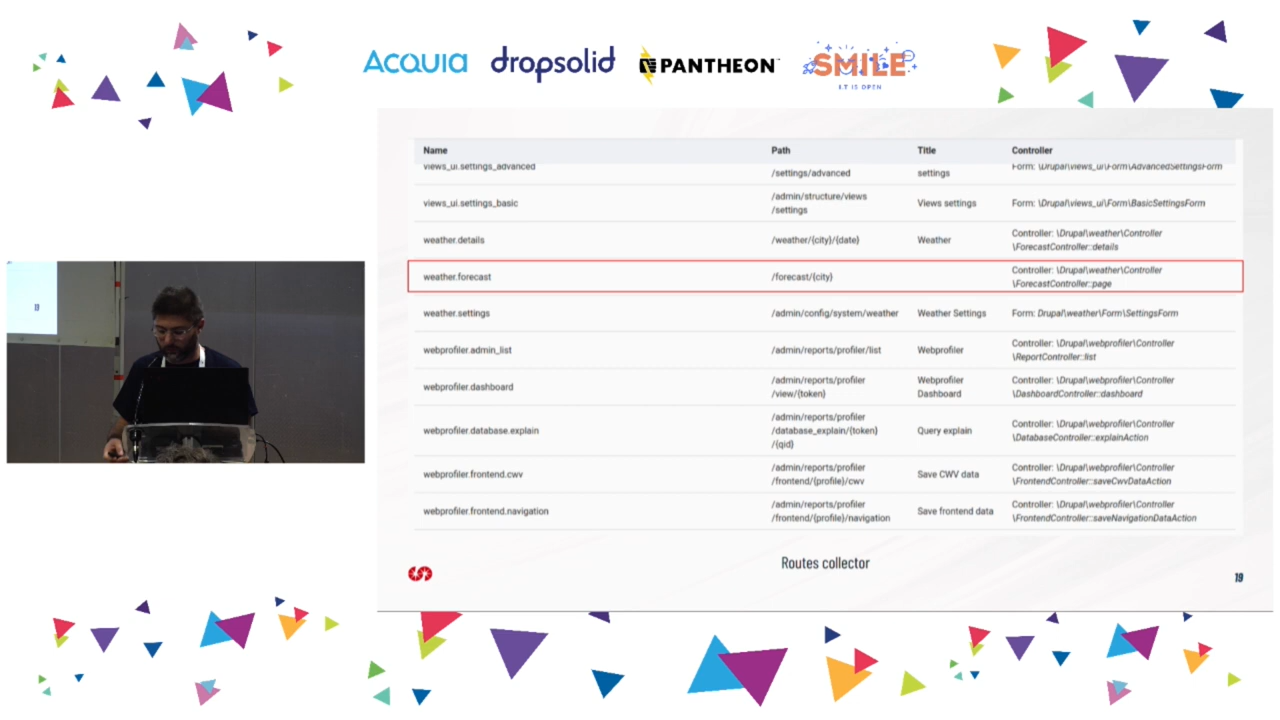 ACQUIA dropsolid PANTHEON SMILE
I.T IS OPEN
Name Path Title Controller
views_ui.settings_advanced /settings/advanced settings Form: \Drupal\views_ui\Form\AdvancedSettingsForm
views_ui.settings_basic /admin/structure/views
/settings Views settings Form: \Drupal\views_ui\Form\BasicSettingsForm
weather.details /weather/{city}/{date} Weather Controller: \Drupal\weather\Controller
\ForecastController::details
weather.forecast /forecast/{city} Controller: \Drupal\weather\Controller
\ForecastController::page
weather.settings /admin/config/system/weather Weather Settings Form: Drupal\weather\Form\SettingsForm
webprofiler.admin_list /admin/reports/profiler/list Webprofiler Controller: \Drupal\webprofiler\Controller
\ReportController::list
webprofiler.dashboard /admin/reports/profiler
/view/{token} Webprofiler
Dashboard Controller: \Drupal\webprofiler\Controller
\DashboardController::dashboard
webprofiler.database.explain /admin/reports/profiler
/database_explain/{token}
/{qid} Query explain Controller: \Drupal\webprofiler\Controller
\DatabaseController::explainAction
webprofiler.frontend.cwv /admin/reports/profiler
/frontend/{profile}/cwv Save CWV data Controller: \Drupal\webprofiler\Controller
\FrontendController::saveCwvDataAction
webprofiler.frontend.navigation /admin/reports/profiler
/frontend/{profile}/navigation Save frontend data Controller: \Drupal\webprofiler\Controller
\FrontendController::saveNavigationDataAction
Routes collector
19